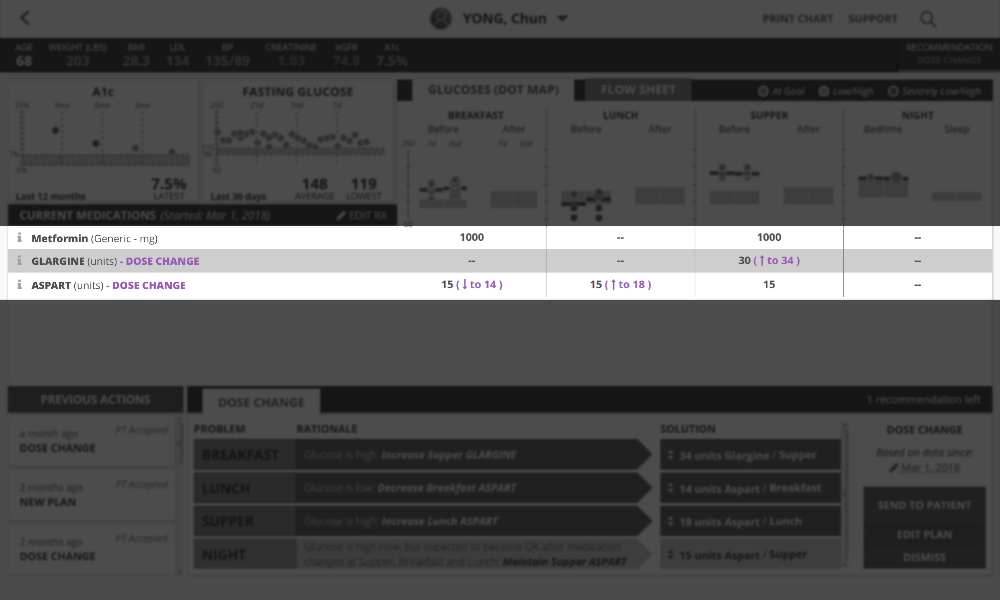 YONG, Chun
PRINT CHART
SUPPORT
AGE
68
WEIGHT (LBS)
203
BMI
28.3
LDL
134
BP
135/89
CREATININE
1.03
eGFR
74.8
A1c
7.5%
RECOMMENDATION
DOSE CHANGE
A1c
15%
9mo
6mo
3mo
7%
5%
7.5%
Last 12 months
LATEST
FASTING GLUCOSE
250
21d
14d
7d
115
90
50
148
119
Last 30 days
AVERAGE
LOWEST
GLUCOSES (DOT MAP)
FLOW SHEET
At Goal
Low/High
Severely Low/High
BREAKFAST
LUNCH
SUPPER
NIGHT
Before
After
Before
After
Before
After
Bedtime
Sleep
7d
30d
7d
30d
CURRENT MEDICATIONS (Started: Mar 1, 2018)
EDIT RX
Metformin (Generic - mg)
1000
--
1000
--
GLARGINE (units) - DOSE CHANGE
--
--
30 (↑ to 34 )
--
ASPART (units) - DOSE CHANGE
15 (↓ to 14 )
15 (↑ to 18 )
15
--
PREVIOUS ACTIONS
a month ago
PT Accepted
DOSE CHANGE
2 months ago
PT Accepted
NEW PLAN
2 months ago
PT Accepted
DOSE CHANGE
DOSE CHANGE
1 recommendation left
PROBLEM
RATIONALE
SOLUTION
BREAKFAST
Glucose is high: Increase Supper GLARGINE
34 units Glargine / Supper
LUNCH
Glucose is low: Decrease Breakfast ASPART
14 units Aspart / Breakfast
SUPPER
Glucose is high: Increase Lunch ASPART
18 units Aspart / Lunch
NIGHT
Glucose is high now, but expected to become OK after medication
changes at Supper, Breakfast and Lunch: Maintain Supper ASPART
15 units Aspart / Supper
DOSE CHANGE
Based on data since:
Mar 1, 2018
SEND TO PATIENT
EDIT PLAN
DISMISS